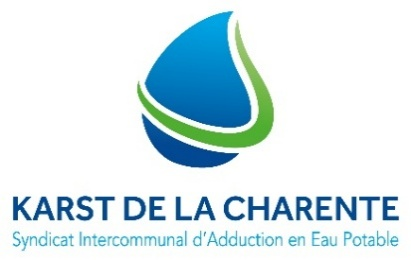 KARST DE LA CHARENTE
Syndicat Intercommunal d'Adduction en Eau Potable